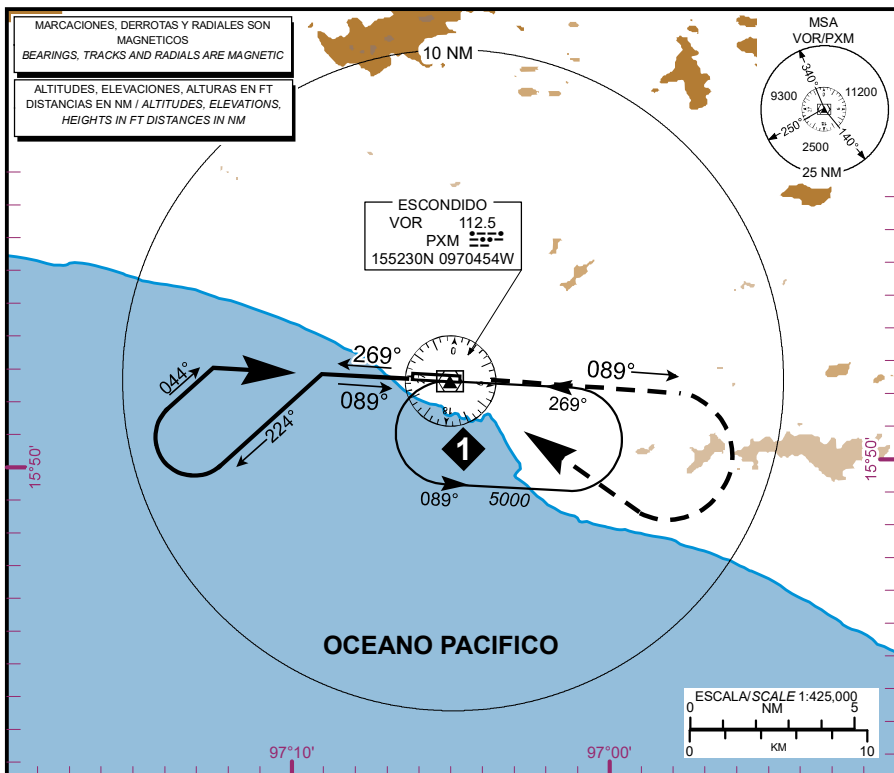 MARCACIONES, DERROTAS Y RADIALES SON
MAGNETICOS
BEARINGS, TRACKS AND RADIALS ARE MAGNETIC
ALTITUDES, ELEVACIONES, ALTURAS EN FT
DISTANCIAS EN NM / ALTITUDES, ELEVATIONS,
HEIGHTS IN FT DISTANCES IN NM
10 NM
MSA
VOR/PXM
340°
9300
11200
250°
140°
2500
25 NM
ESCONDIDO
VOR 112.5
PXM
155230N 0970454W
0
18
044°
269°
089°
089°
269°
224°
1
089°
5000
15°50'
15°50'
OCEANO PACIFICO
ESCALA/SCALE 1:425,000
0 NM 5
0 KM 10
97°10'
97°00'